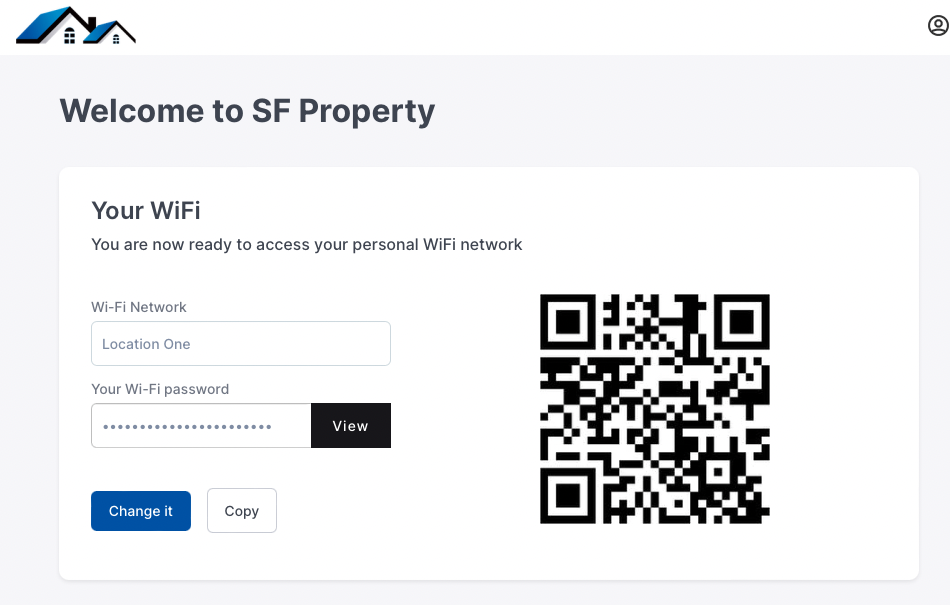 Welcome to SF Property
Your WiFi
You are now ready to access your personal WiFi network
Wi-Fi Network
Location One
Your Wi-Fi password
•••••••••••••••••••••••
View
Change it
Copy